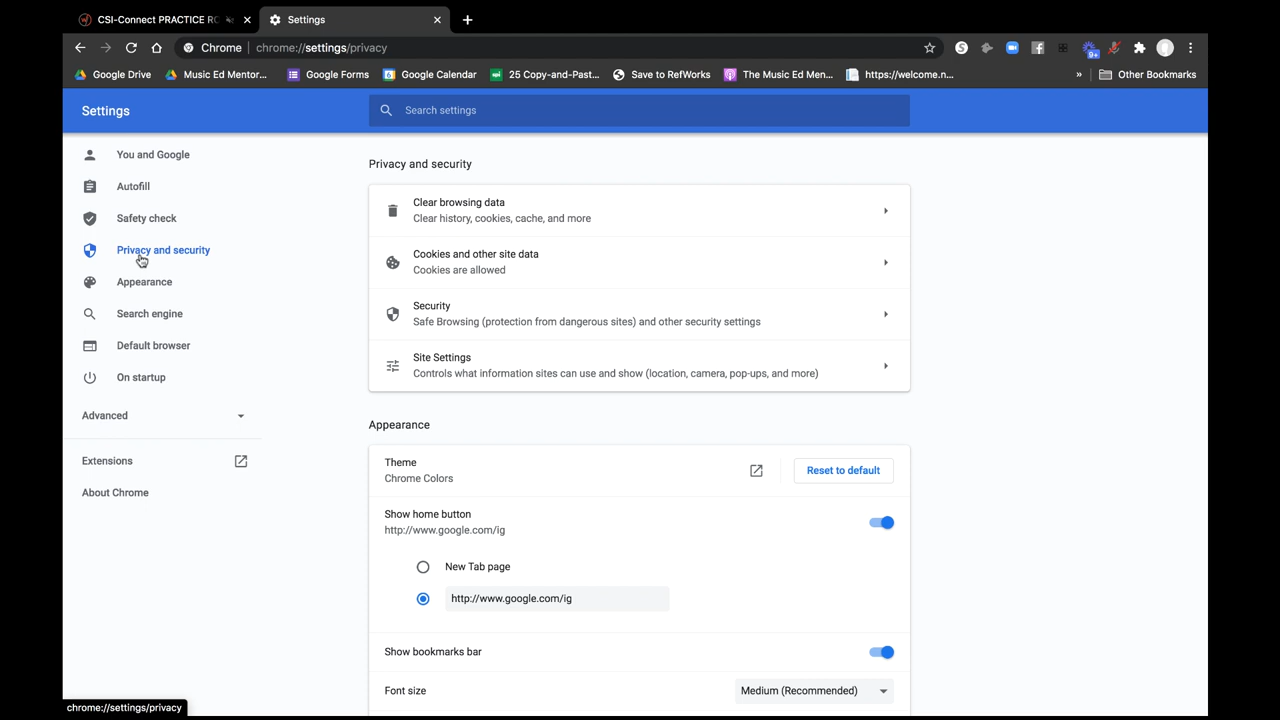 CSI-Connect PRACTICE RC
Settings
Chrome
chrome://settings/privacy
9+
Google Drive
Music Ed Mentor...
Google Forms
Google Calendar
25 Copy-and-Past...
Save to RefWorks
The Music Ed Men...
https://welcome.n...
»
Other Bookmarks
Settings
Search settings
You and Google
Autofill
Safety check
Privacy and security
Appearance
Search engine
Default browser
On startup
Advanced
Extensions
About Chrome
Privacy and security
Clear browsing data
Clear history, cookies, cache, and more
Cookies and other site data
Cookies are allowed
Security
Safe Browsing (protection from dangerous sites) and other security settings
Site Settings
Controls what information sites can use and show (location, camera, pop-ups, and more)
Appearance
Theme
Chrome Colors
Reset to default
Show home button
http://www.google.com/ig
New Tab page
http://www.google.com/ig
Show bookmarks bar
Font size
Medium (Recommended)
chrome://settings/privacy